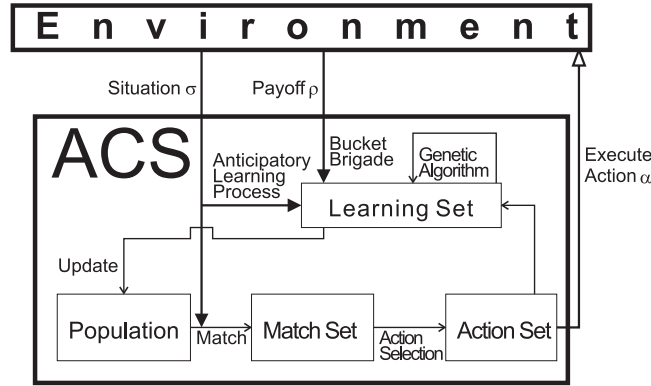 Environment
Situation σ
Payoff ρ
ACS
Anticipatory
Learning
Process
Bucket
Brigade
Genetic
Algorithm
Execute
Action α
Learning Set
Update
Population
Match
Match Set
Action
Selection
Action Set